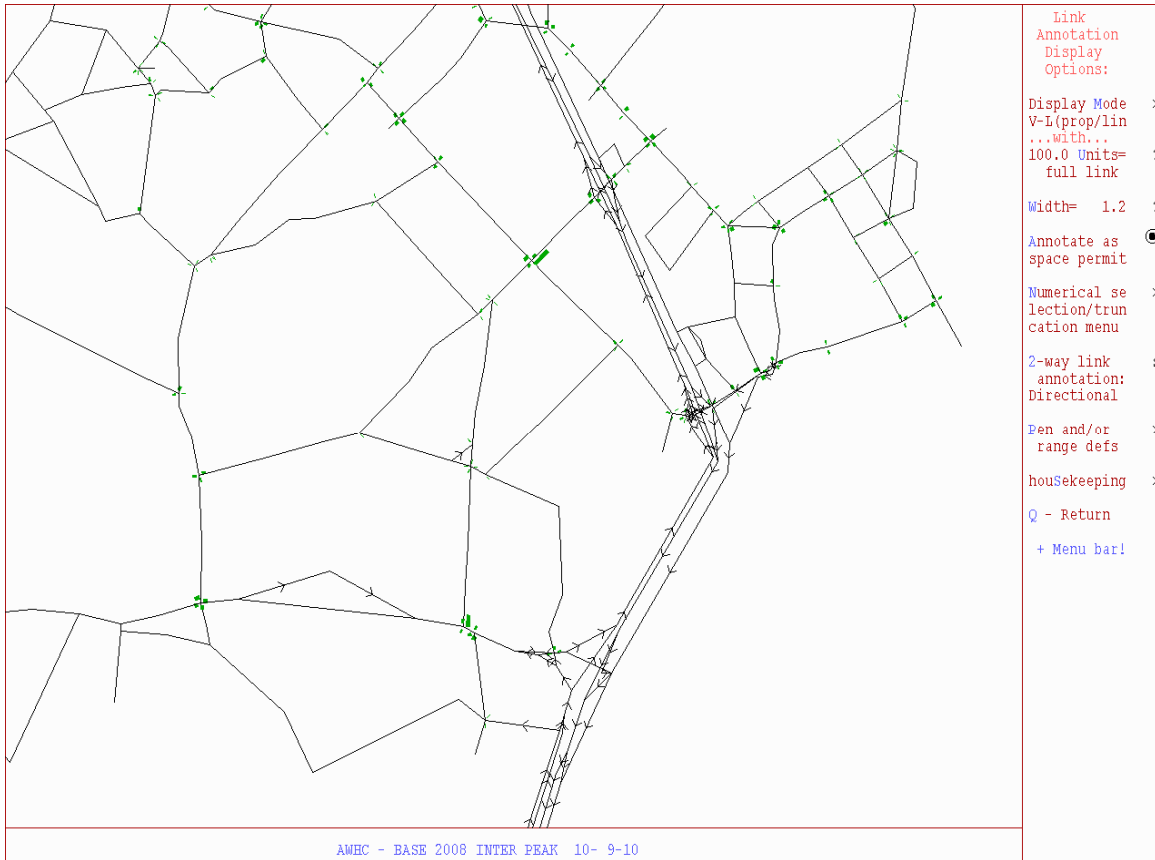 Link
Annotation
Display
Options:
Display Mode >
V-L(prop/lin
...with...
100.0 Units=
full link
Width= 1.2
Annotate as
space permit
Numerical se >
lection/trun
cation menu
2-way link
annotation:
Directional
Pen and/or >
range defs
houSekeeping >
Q - Return
+ Menu bar!
AWHC - BASE 2008 INTER PEAK 10- 9-10